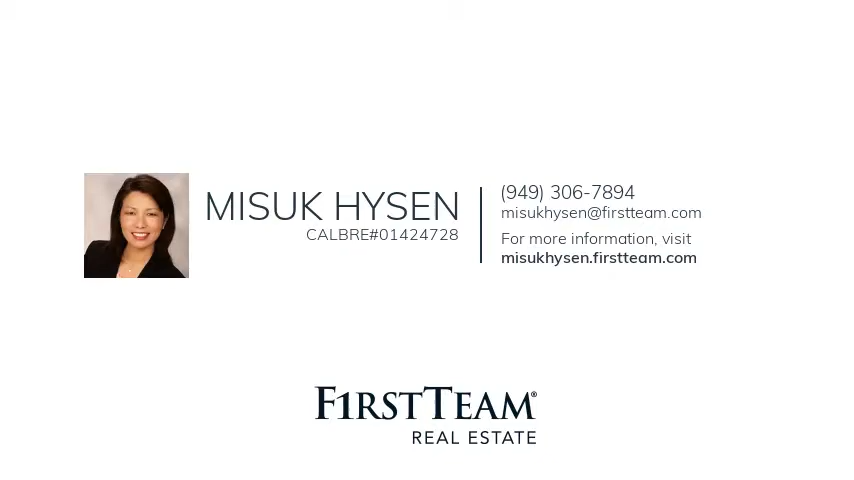 MISUK HYSEN
CALBRE#01424728
(949) 306-7894
misukhysen@firstteam.com
For more information, visit
misukhysen.firstteam.com
F1RSTTEAM®
REAL ESTATE